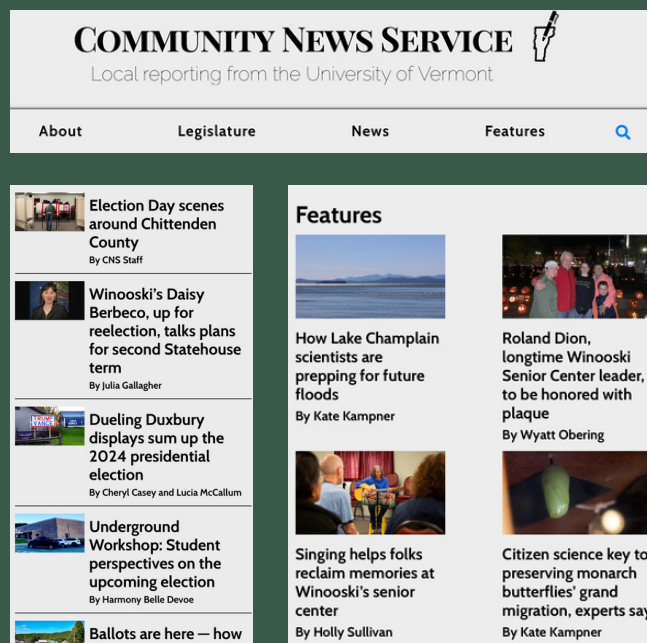 COMMUNITY NEWS SERVICE
Local reporting from the University of Vermont
About
Legislature
News
Features
Election Day scenes
around Chittenden
County
By CNS Staff
Winooski's Daisy
Berbeco, up for
reelection, talks plans
for second Statehouse
term
By Julia Gallagher
TRUMP
VANCE
Dueling Duxbury
displays sum up the
2024 presidential
election
By Cheryl Casey and Lucia McCallum
Underground
Workshop: Student
perspectives on the
upcoming election
By Harmony Belle Devoe
Ballots are here — how
Features
How Lake Champlain
scientists are
prepping for future
floods
By Kate Kampner
Roland Dion,
longtime Winooski
Senior Center leader,
to be honored with
plaque
By Wyatt Obering
Singing helps folks
reclaim memories at
Winooski's senior
center
By Holly Sullivan
Citizen science key to
preserving monarch
butterflies' grand
migration, experts say
By Kate Kampner